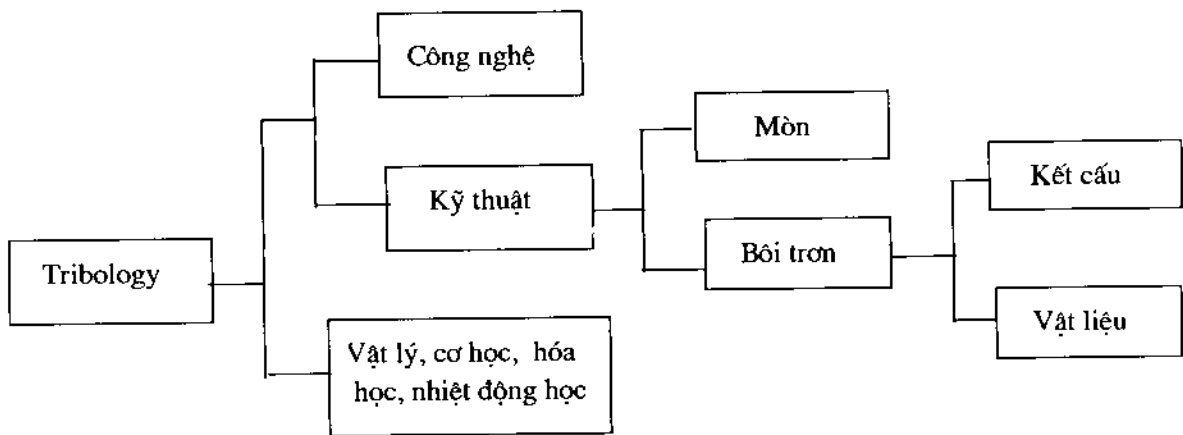 Công nghệ
Mòn
Kỹ thuật
Kết cấu
Tribology
Bôi trơn
Vật lý, cơ học, hóa
học, nhiệt động học
Vật liệu